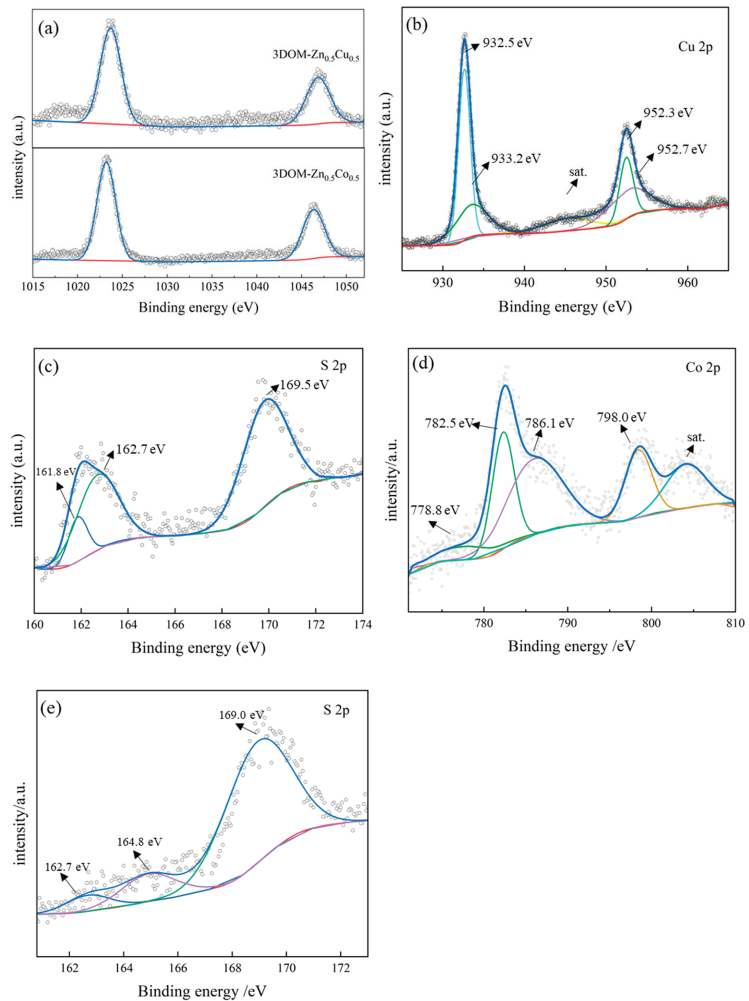 (a)
3DOM-Zn0.5Cu0.5
3DOM-Zn0.5Co0.5
intensity (a.u.)
1015 1020 1025 1030 1035 1040 1045 1050
Binding energy (eV)
(b)
Cu 2p
932.5 eV
933.2 eV
sat.
952.3 eV
952.7 eV
intensity (a.u.)
930 940 950 960
Binding energy (eV)
(c)
S 2p
169.5 eV
162.7 eV
161.8 eV
intensity (a.u.)
160 162 164 166 168 170 172 174
Binding energy (eV)
(d)
Co 2p
782.5 eV
786.1 eV
798.0 eV
sat.
778.8 eV
intensity/a.u.
780 790 800 810
Binding energy /eV
(e)
S 2p
169.0 eV
164.8 eV
162.7 eV
intensity/a.u.
162 164 166 168 170 172
Binding energy /eV